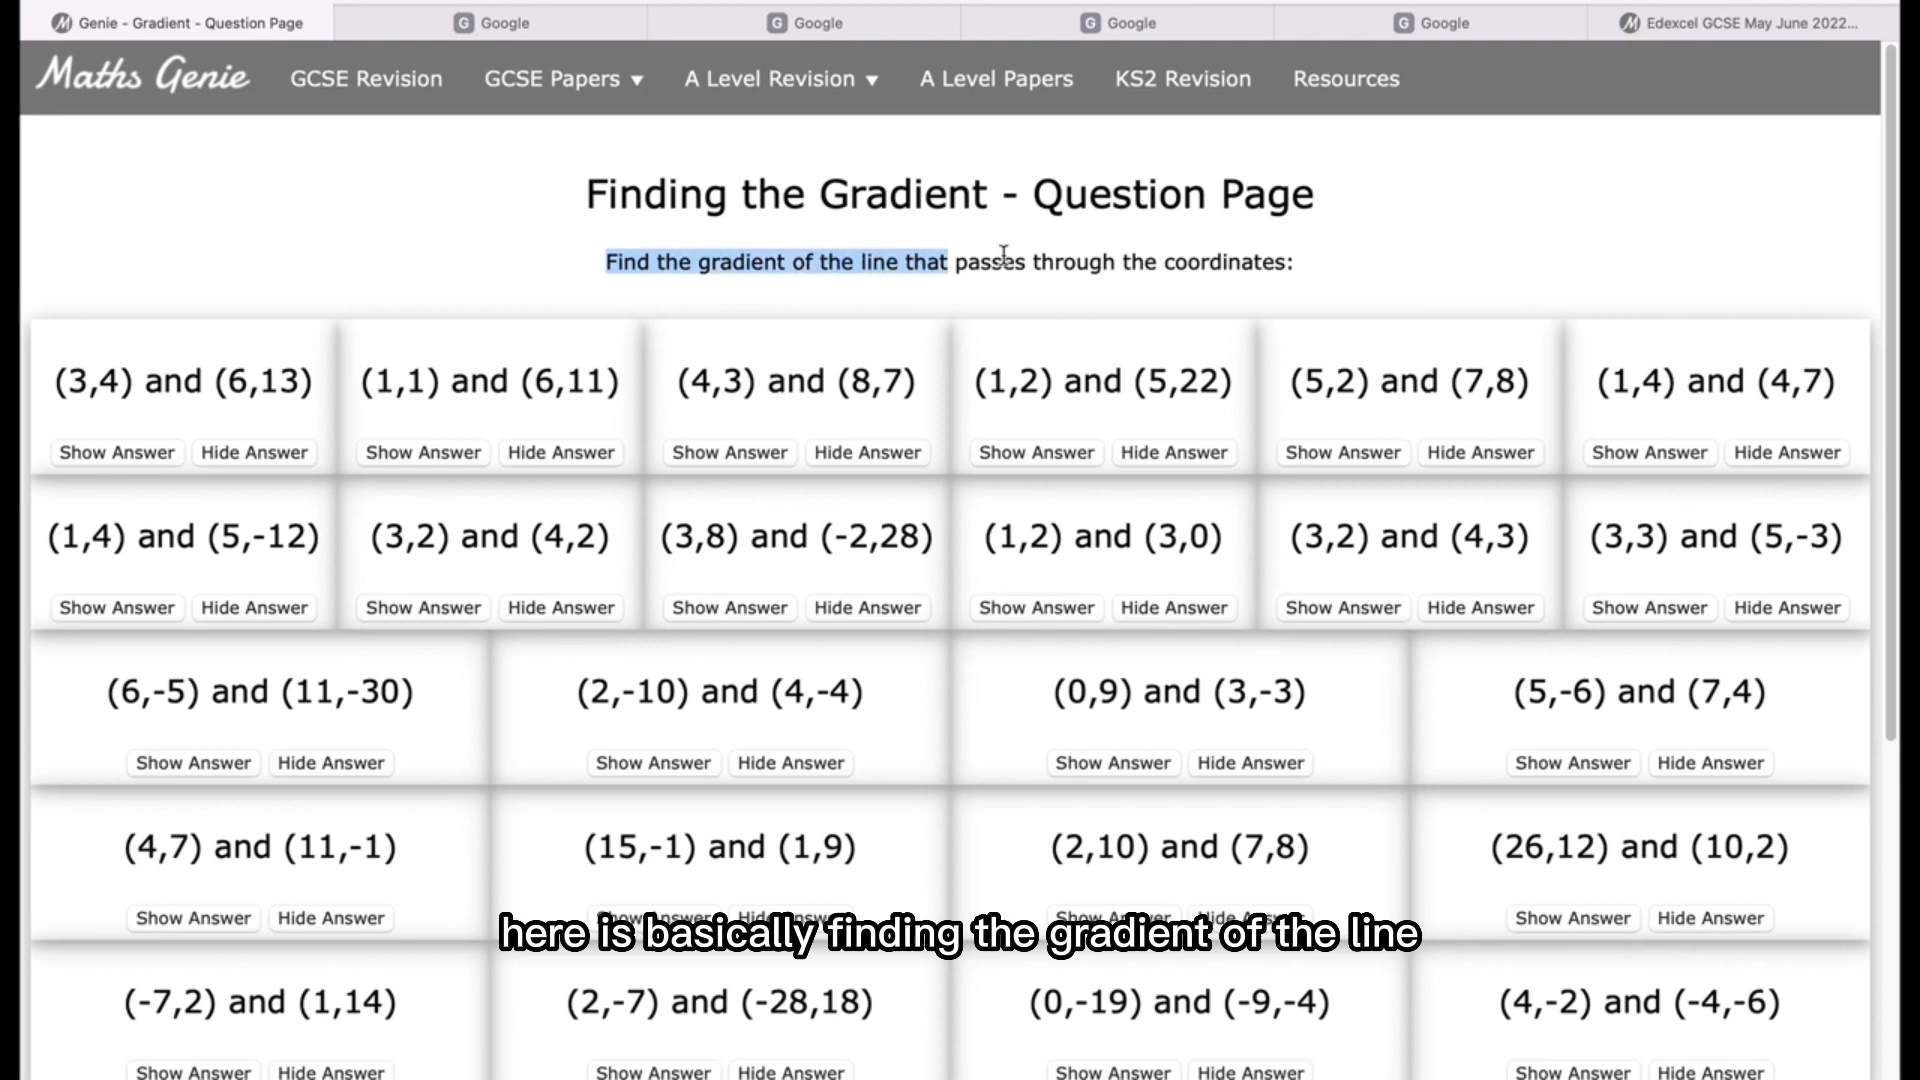 Genie - Gradient - Question Page
G Google
G Google
G Google
G Google
Edexcel GCSE May June 2022...
Maths Genie
GCSE Revision
GCSE Papers ▼
A Level Revision ▼
A Level Papers
KS2 Revision
Resources
Finding the Gradient - Question Page
Find the gradient of the line that passes through the coordinates:
(3,4) and (6,13)
(1,1) and (6,11)
(4,3) and (8,7)
(1,2) and (5,22)
(5,2) and (7,8)
(1,4) and (4,7)
Show Answer Hide Answer
Show Answer Hide Answer
Show Answer Hide Answer
Show Answer Hide Answer
Show Answer Hide Answer
Show Answer Hide Answer
(1,4) and (5,-12)
(3,2) and (4,2)
(3,8) and (-2,28)
(1,2) and (3,0)
(3,2) and (4,3)
(3,3) and (5,-3)
Show Answer Hide Answer
Show Answer Hide Answer
Show Answer Hide Answer
Show Answer Hide Answer
Show Answer Hide Answer
Show Answer Hide Answer
(6,-5) and (11,-30)
(2,-10) and (4,-4)
(0,9) and (3,-3)
(5,-6) and (7,4)
Show Answer Hide Answer
Show Answer Hide Answer
Show Answer Hide Answer
Show Answer Hide Answer
(4,7) and (11,-1)
(15,-1) and (1,9)
(2,10) and (7,8)
(26,12) and (10,2)
Show Answer Hide Answer
Show Answer Hide Answer
Show Answer Hide Answer
Show Answer Hide Answer
here is basically finding the gradient of the line
(-7,2) and (1,14)
(2,-7) and (-28,18)
(0,-19) and (-9,-4)
(4,-2) and (-4,-6)
Show Answer Hide Answer
Show Answer Hide Answer
Show Answer Hide Answer
Show Answer Hide Answer